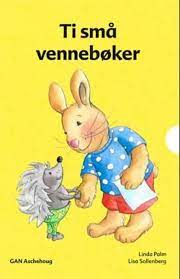 Ti små
vennebøker
GAN Aschehoug
Linda Palm
Lisa Sollenberg